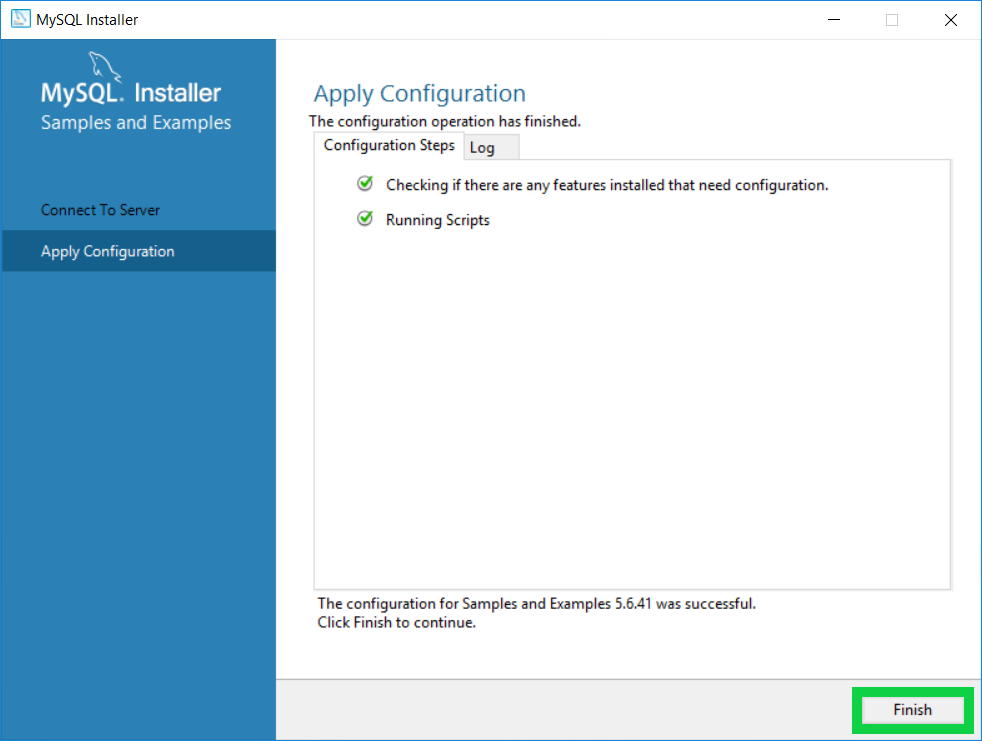 MySQL Installer
MySQL. Installer
Samples and Examples
Connect To Server
Apply Configuration
Apply Configuration
The configuration operation has finished.
Configuration Steps
Log
Checking if there are any features installed that need configuration.
Running Scripts
The configuration for Samples and Examples 5.6.41 was successful.
Click Finish to continue.
Finish